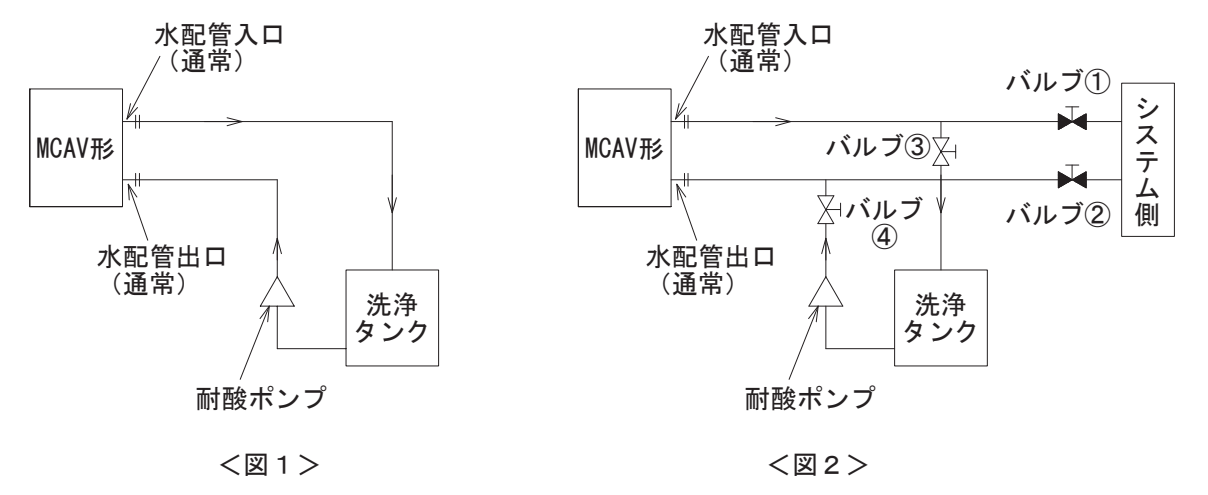 水配管入口
（通常）
MCAV形
水配管出口
（通常）
洗浄
タンク
耐酸ポンプ
＜図１＞
水配管入口
（通常）
バルブ①
MCAV形
バルブ③
システム側
バルブ②
バルブ
④
水配管出口
（通常）
洗浄
タンク
耐酸ポンプ
＜図２＞